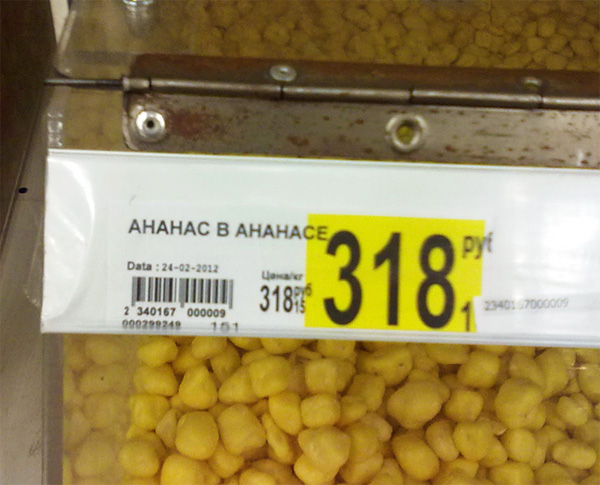 АНАНАС В АНАНАСЕ
Data : 24-02-2012
Цена/кг
318 руб 15
2 340167 000009
000299249 151
318 руб 1
2340167000009